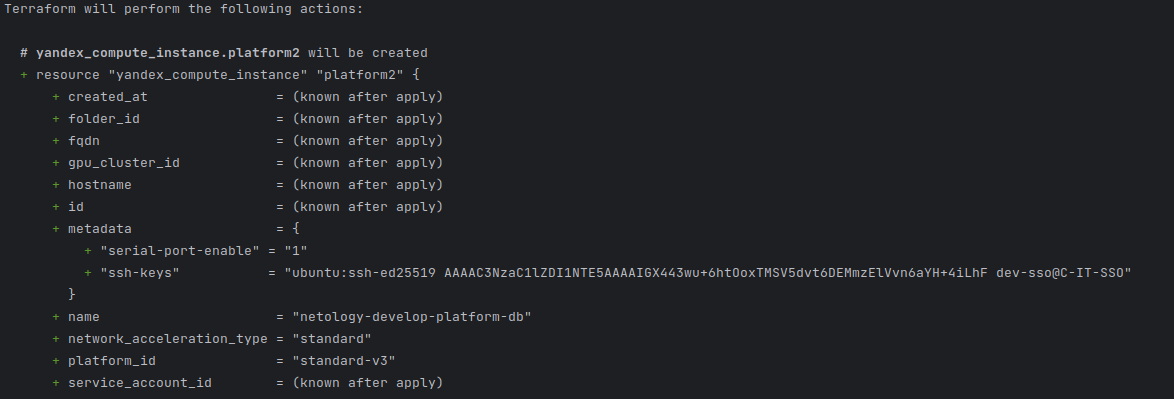 Terraform will perform the following actions:
# yandex_compute_instance.platform2 will be created
+ resource "yandex_compute_instance" "platform2" {
+ created_at = (known after apply)
+ folder_id = (known after apply)
+ fqdn = (known after apply)
+ gpu_cluster_id = (known after apply)
+ hostname = (known after apply)
+ id = (known after apply)
+ metadata = {
+ "serial-port-enable" = "1"
+ "ssh-keys" = "ubuntu:ssh-ed25519 AAAAC3NzaC1lZDI1NTE5AAAAIGX443wu+6htOoxTMSV5dvt6DEMmzElVvn6aYH+4iLhF dev-sso@C-IT-SSO"
}
+ name = "netology-develop-platform-db"
+ network_acceleration_type = "standard"
+ platform_id = "standard-v3"
+ service_account_id = (known after apply)